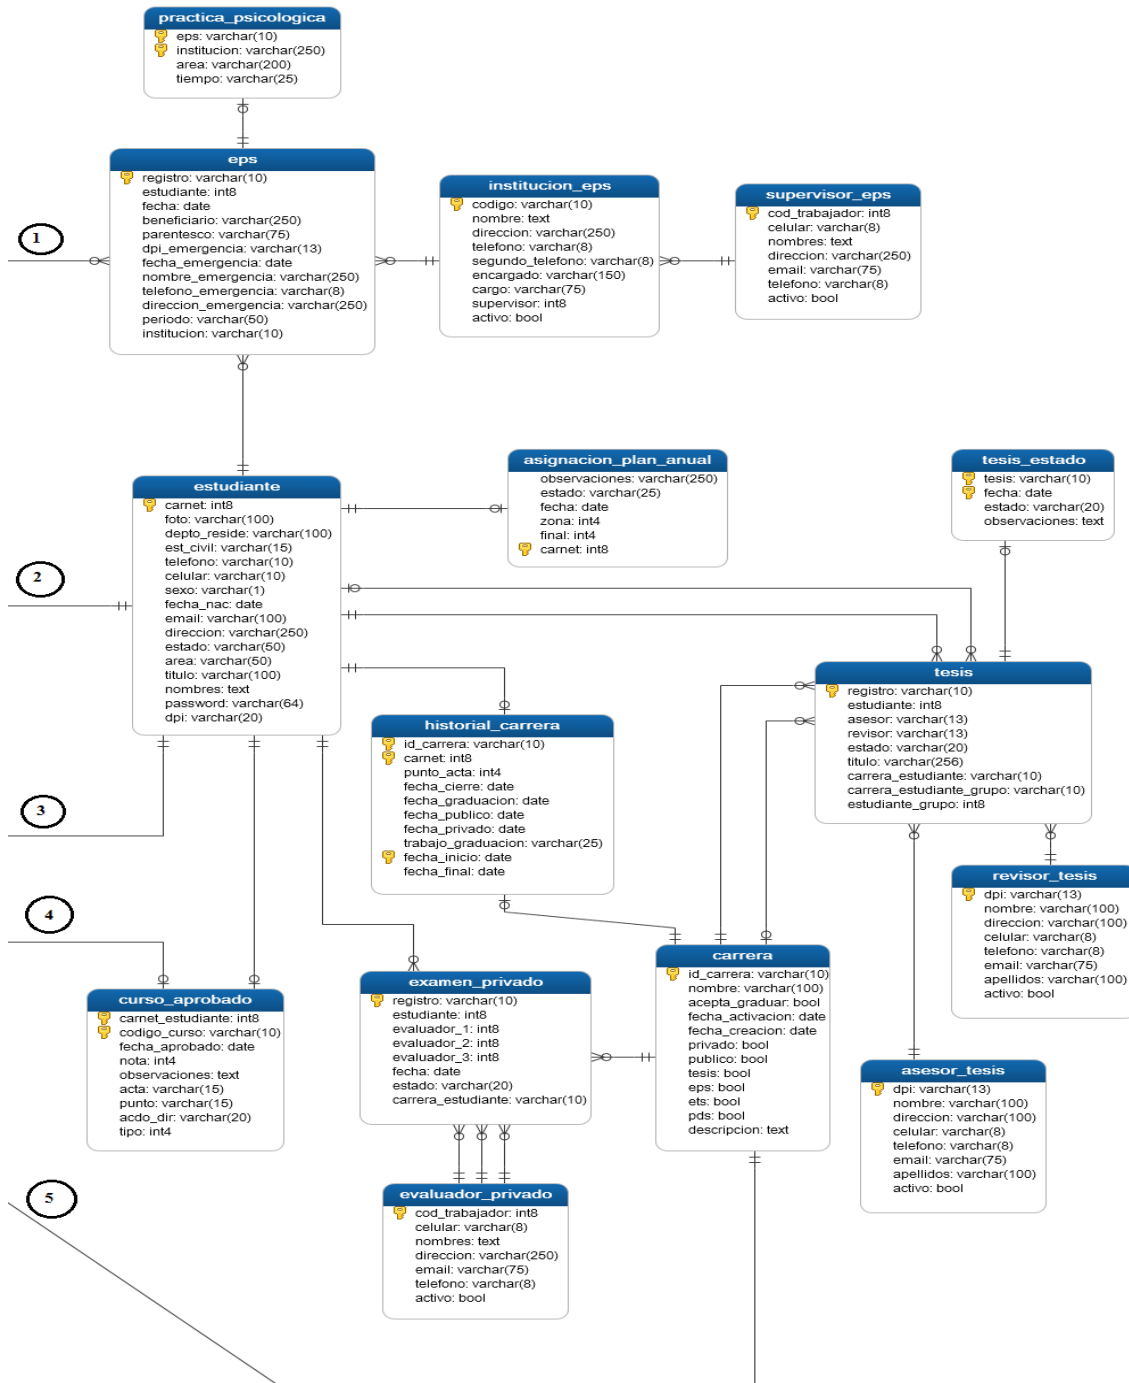 practica_psicologica
eps: varchar(10)
institucion: varchar(250)
area: varchar(200)
tiempo: varchar(25)
eps
registro: varchar(10)
estudiante: int8
fecha: date
beneficiario: varchar(250)
parentesco: varchar(75)
dpi_emergencia: varchar(13)
fecha_emergencia: date
nombre_emergencia: varchar(250)
telefono_emergencia: varchar(8)
direccion_emergencia: varchar(250)
periodo: varchar(50)
institucion: varchar(10)
institucion_eps
codigo: varchar(10)
nombre: text
direccion: varchar(250)
telefono: varchar(8)
segundo_telefono: varchar(8)
encargado: varchar(150)
cargo: varchar(75)
supervisor: int8
activo: bool
supervisor_eps
cod_trabajador: int8
celular: varchar(8)
nombres: text
direccion: varchar(250)
email: varchar(75)
telefono: varchar(8)
activo: bool
1
estudiante
carnet: int8
foto: varchar(100)
depto_reside: varchar(100)
est_civil: varchar(15)
telefono: varchar(10)
celular: varchar(10)
sexo: varchar(1)
fecha_nac: date
email: varchar(100)
direccion: varchar(250)
estado: varchar(50)
area: varchar(50)
titulo: varchar(100)
nombres: text
password: varchar(64)
dpi: varchar(20)
asignacion_plan_anual
observaciones: varchar(250)
estado: varchar(25)
fecha: date
zona: int4
final: int4
carnet: int8
tesis_estado
tesis: varchar(10)
fecha: date
estado: varchar(20)
observaciones: text
2
tesis
registro: varchar(10)
estudiante: int8
asesor: varchar(13)
revisor: varchar(13)
estado: varchar(20)
titulo: varchar(256)
carrera_estudiante: varchar(10)
carrera_estudiante_grupo: varchar(10)
estudiante_grupo: int8
historial_carrera
id_carrera: varchar(10)
carnet: int8
punto_acta: int4
fecha_cierre: date
fecha_graduacion: date
fecha_publico: date
fecha_privado: date
trabajo_graduacion: varchar(25)
fecha_inicio: date
fecha_final: date
3
revisor_tesis
dpi: varchar(13)
nombre: varchar(100)
direccion: varchar(100)
celular: varchar(8)
telefono: varchar(8)
email: varchar(75)
apellidos: varchar(100)
activo: bool
4
curso_aprobado
carnet_estudiante: int8
codigo_curso: varchar(10)
fecha_aprobado: date
nota: int4
observaciones: text
acta: varchar(15)
punto: varchar(15)
acdo_dir: varchar(20)
tipo: int4
examen_privado
registro: varchar(10)
estudiante: int8
evaluador_1: int8
evaluador_2: int8
evaluador_3: int8
fecha: date
estado: varchar(20)
carrera_estudiante: varchar(10)
carrera
id_carrera: varchar(10)
nombre: varchar(100)
acepta_graduar: bool
fecha_activacion: date
fecha_creacion: date
privado: bool
publico: bool
tesis: bool
eps: bool
ets: bool
pds: bool
descripcion: text
asesor_tesis
dpi: varchar(13)
nombre: varchar(100)
direccion: varchar(100)
celular: varchar(8)
telefono: varchar(8)
email: varchar(75)
apellidos: varchar(100)
activo: bool
5
evaluador_privado
cod_trabajador: int8
celular: varchar(8)
nombres: text
direccion: varchar(250)
email: varchar(75)
telefono: varchar(8)
activo: bool